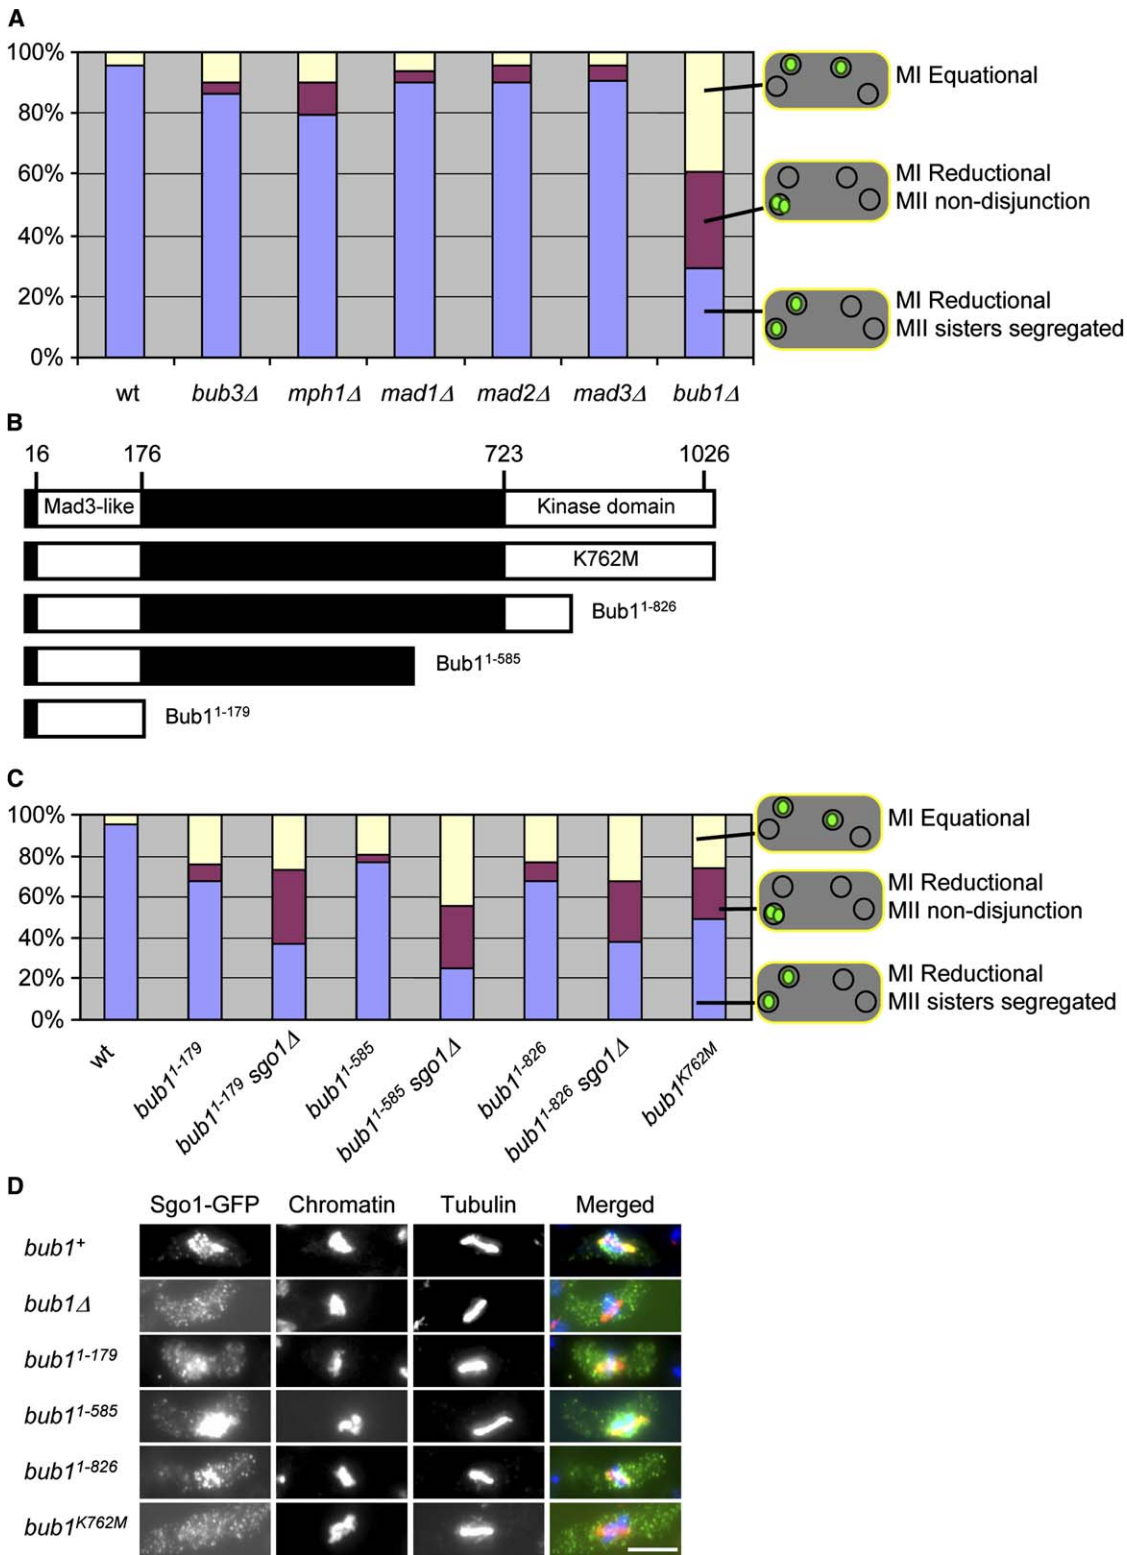 A
100%
80%
60%
40%
20%
0%
wt bub3Δ mph1Δ mad1Δ mad2Δ mad3Δ bub1Δ
MI Equational
MI Reductional
MII non-disjunction
MI Reductional
MII sisters segregated
B
16 176 723 1026
Mad3-like Kinase domain
K762M
Bub1¹⁻⁸²⁶
Bub1¹⁻⁵⁸⁵
Bub1¹⁻¹⁷⁹
C
100%
80%
60%
40%
20%
0%
wt
bub1¹⁻¹⁷⁹
bub1¹⁻¹⁷⁹ sgo1Δ
bub1¹⁻⁵⁸⁵
bub1¹⁻⁵⁸⁵ sgo1Δ
bub1¹⁻⁸²⁶
bub1¹⁻⁸²⁶ sgo1Δ
bub1ᴷ⁷⁶²ᴹ
MI Equational
MI Reductional
MII non-disjunction
MI Reductional
MII sisters segregated
D
Sgo1-GFP Chromatin Tubulin Merged
bub1⁺
bub1Δ
bub1¹⁻¹⁷⁹
bub1¹⁻⁵⁸⁵
bub1¹⁻⁸²⁶
bub1ᴷ⁷⁶²ᴹ